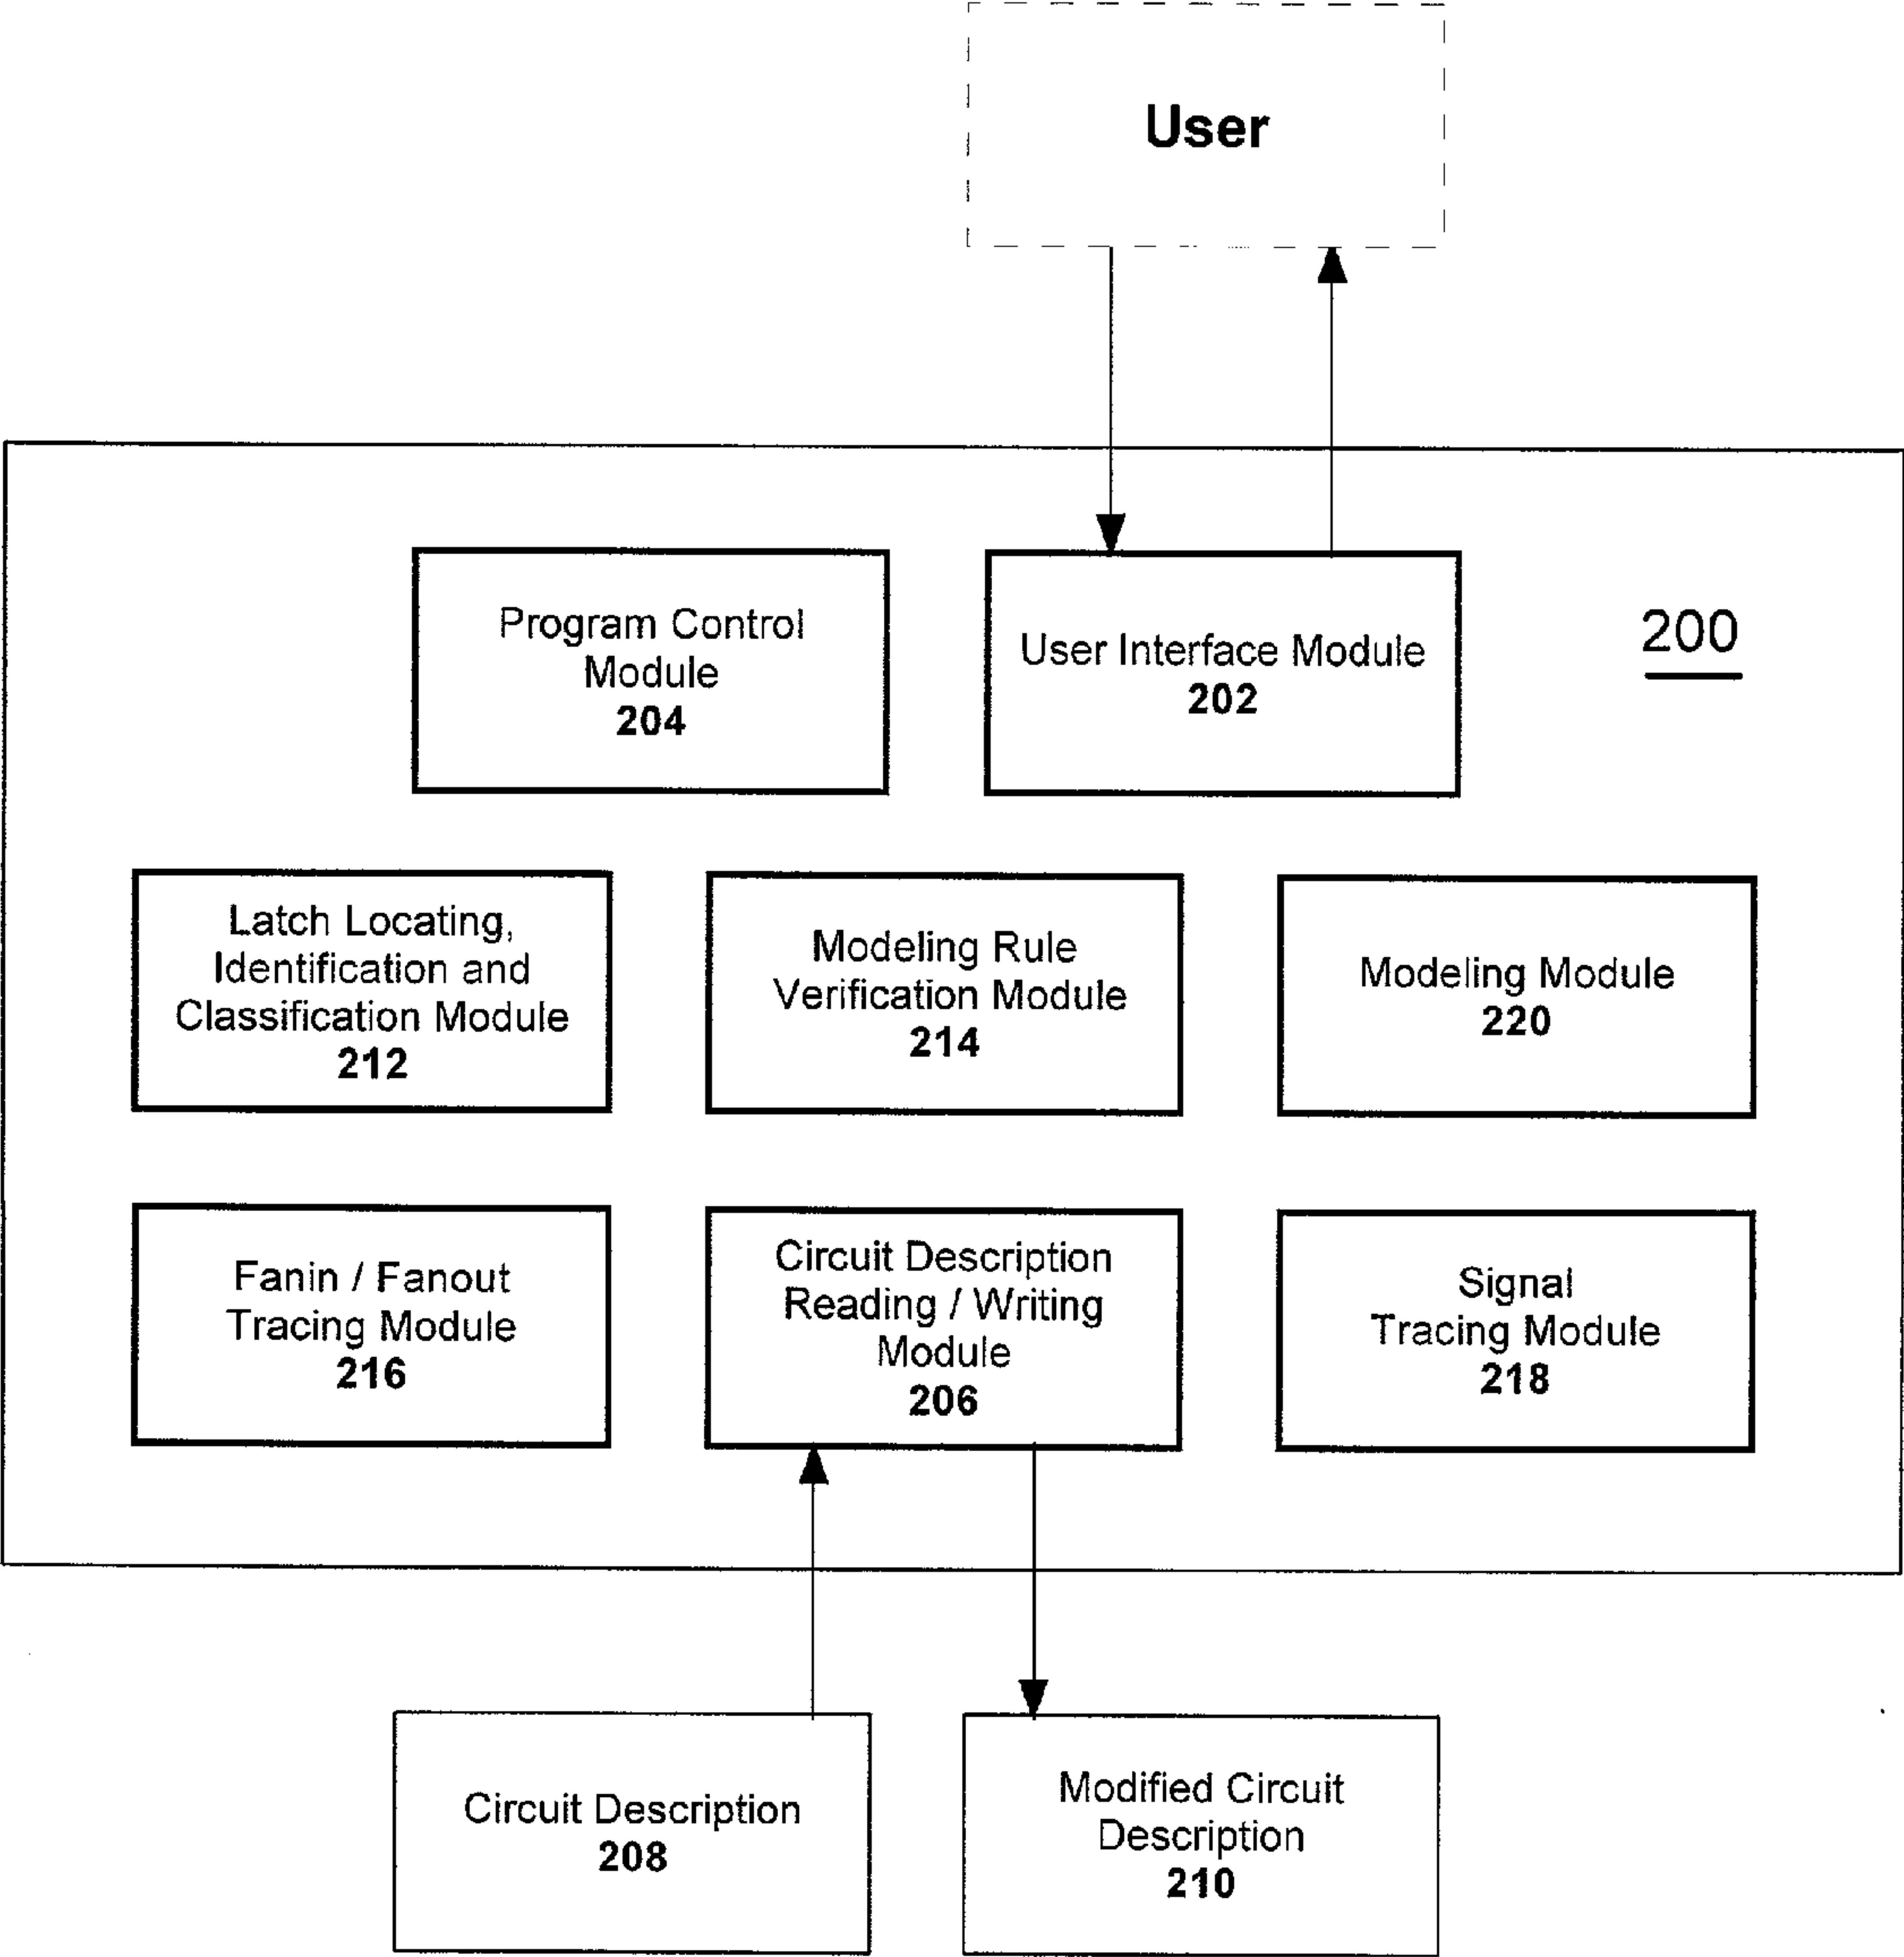 User
Program Control
Module
204
User Interface Module
202
200
Latch Locating,
Identification and
Classification Module
212
Modeling Rule
Verification Module
214
Modeling Module
220
Fanin / Fanout
Tracing Module
216
Circuit Description
Reading / Writing
Module
206
Signal
Tracing Module
218
Circuit Description
208
Modified Circuit
Description
210